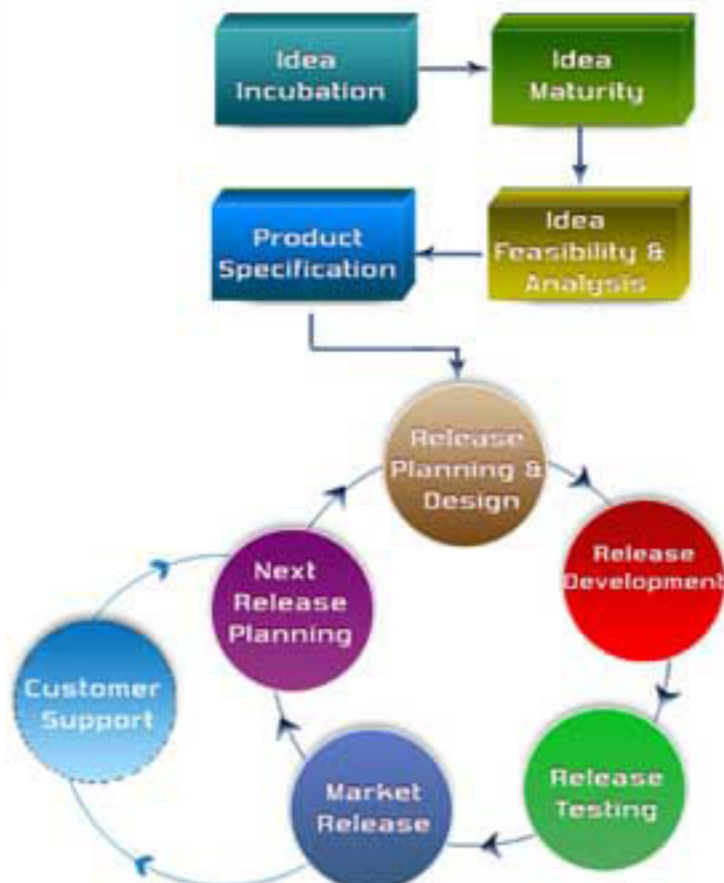 Idea
Incubation
Idea
Maturity
Product
Specification
Idea
Feasibility &
Analysis
Release
Planning &
Design
Release
Development
Next
Release
Planning
Customer
Support
Release
Testing
Market
Release